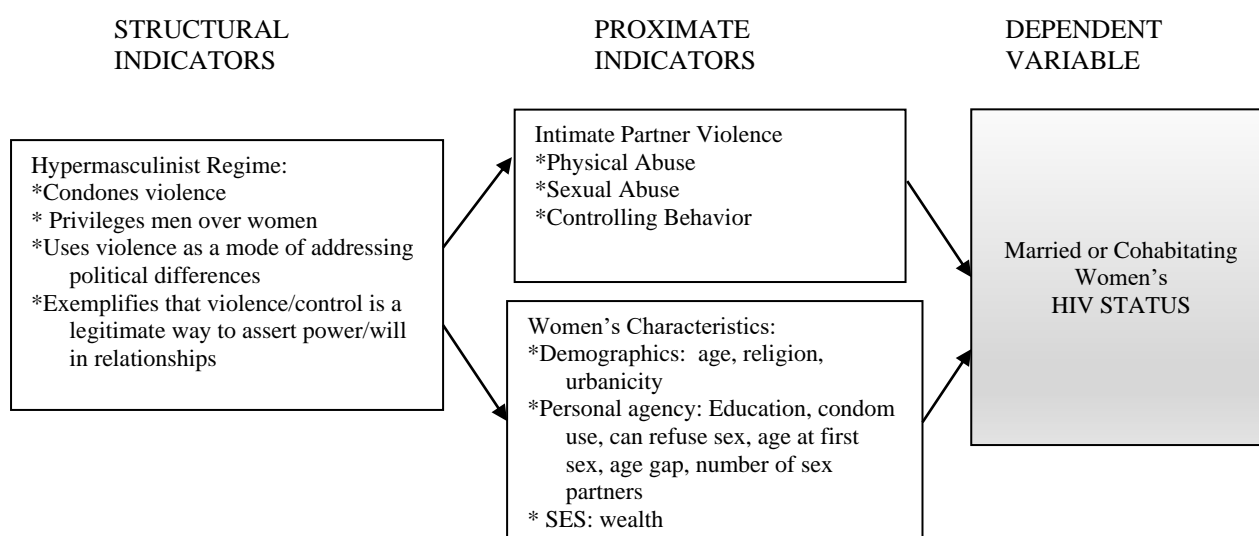 STRUCTURAL
INDICATORS
PROXIMATE
INDICATORS
DEPENDENT
VARIABLE
Hypermasculinist Regime:
*Condones violence
* Privileges men over women
*Uses violence as a mode of addressing
political differences
*Exemplifies that violence/control is a
legitimate way to assert power/will
in relationships
Intimate Partner Violence
*Physical Abuse
*Sexual Abuse
*Controlling Behavior
Women’s Characteristics:
*Demographics: age, religion,
urbanicity
*Personal agency: Education, condom
use, can refuse sex, age at first
sex, age gap, number of sex
partners
* SES: wealth
Married or Cohabitating
Women’s
HIV STATUS